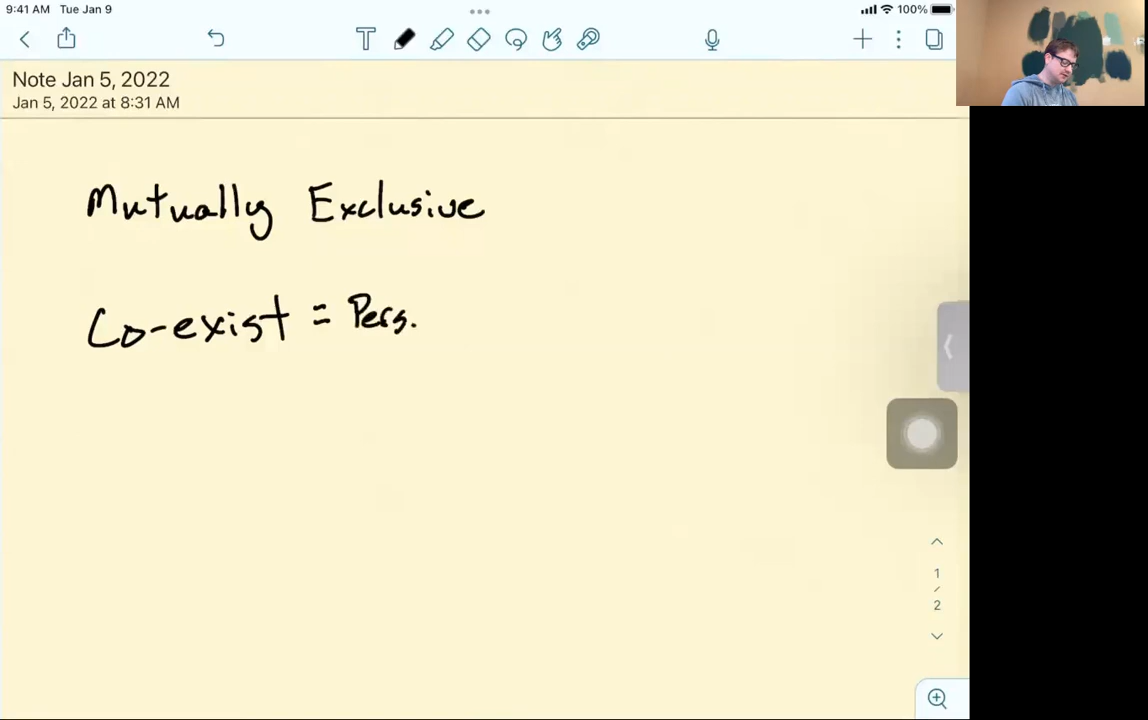 9:41 AM Tue Jan 9
100%
T
Note Jan 5, 2022
Jan 5, 2022 at 8:31 AM
Mutually Exclusive
Co-exist = Pers.
1
/
2